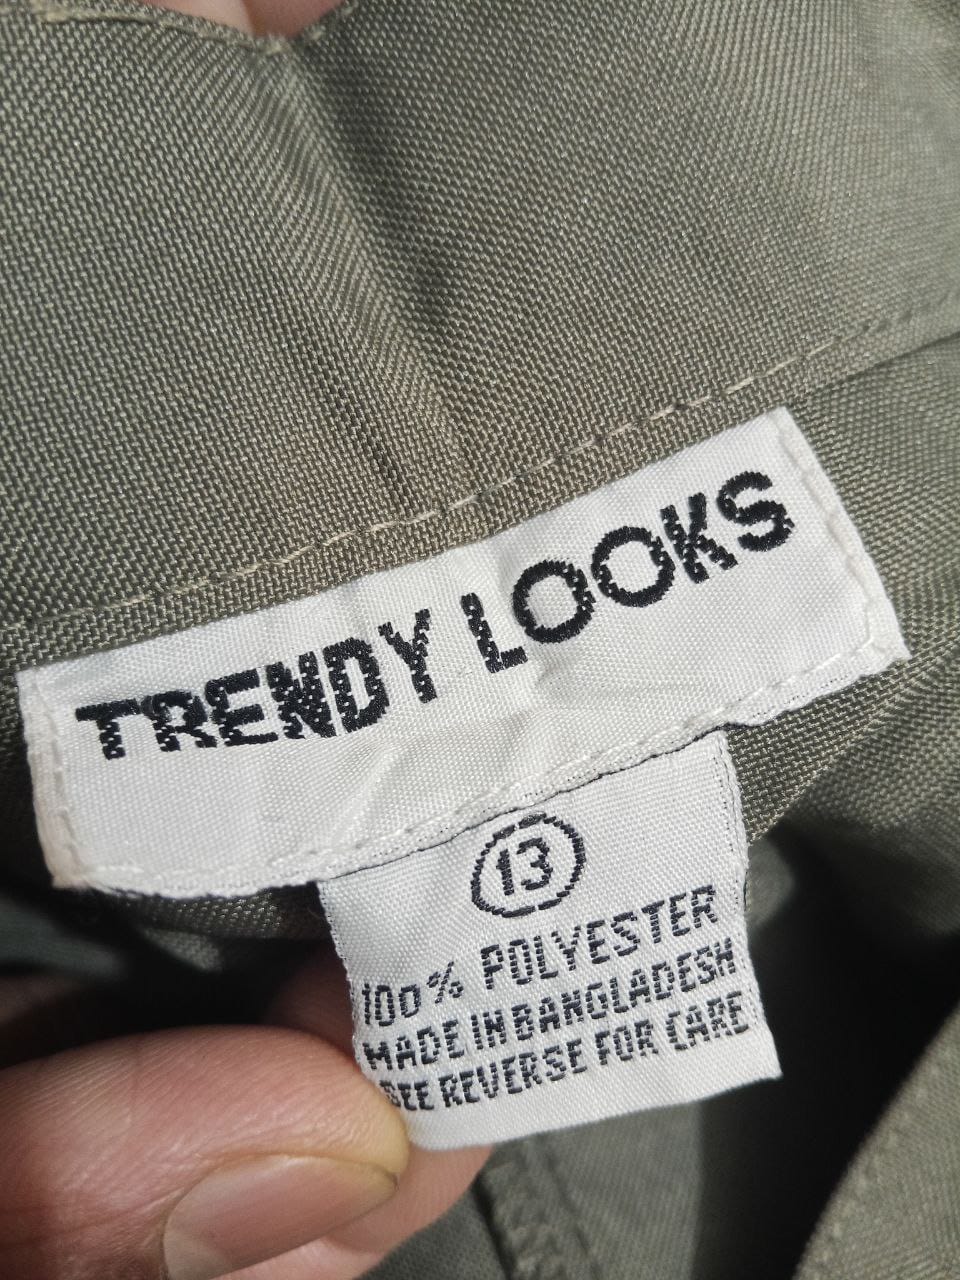 TRENDY LOOKS
13
100% POLYESTER
MADE IN BANGLADESH
SEE REVERSE FOR CARE